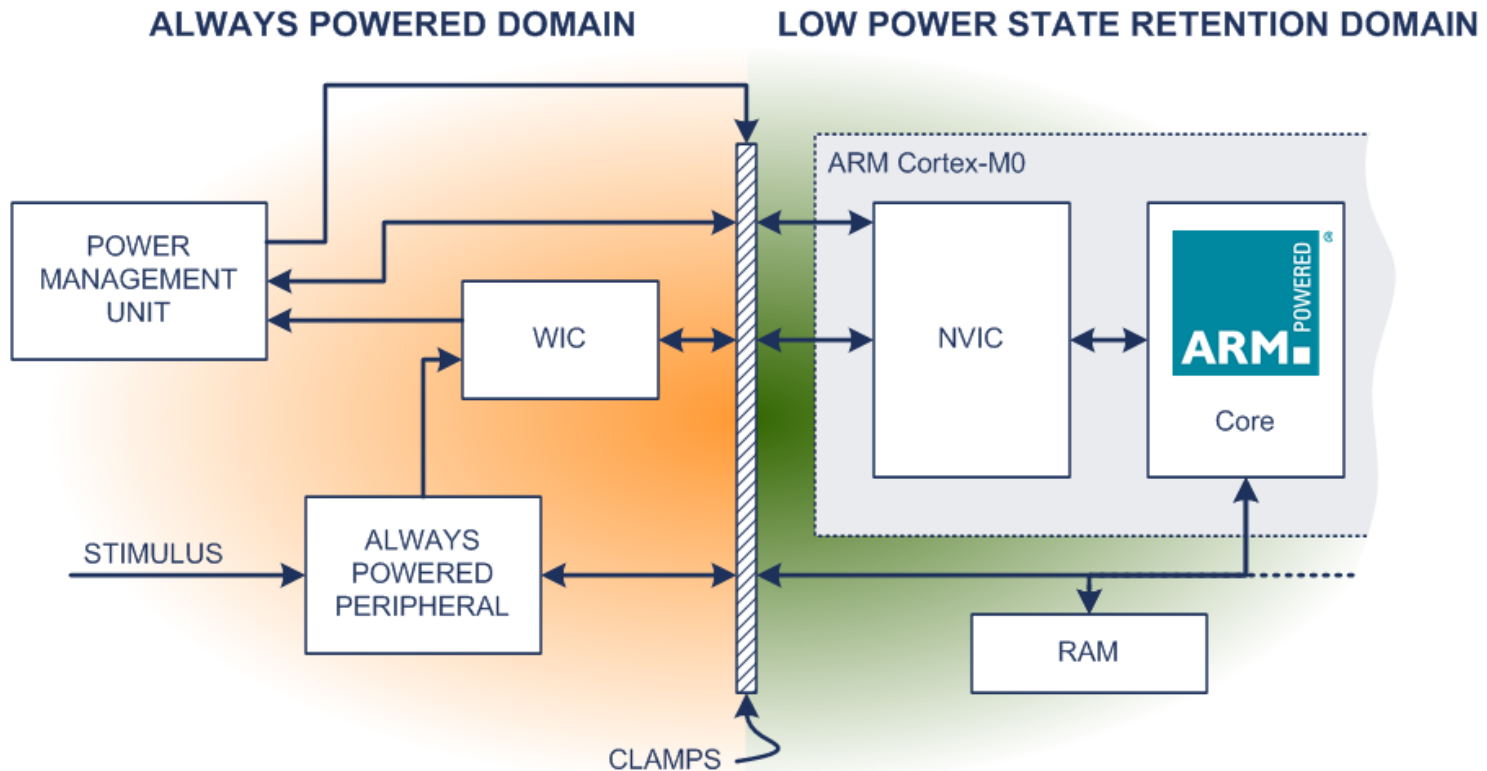 ALWAYS POWERED DOMAIN
LOW POWER STATE RETENTION DOMAIN
POWER
MANAGEMENT
UNIT
WIC
ARM Cortex-M0
NVIC
POWERED
®
ARM
Core
STIMULUS
ALWAYS
POWERED
PERIPHERAL
RAM
CLAMPS